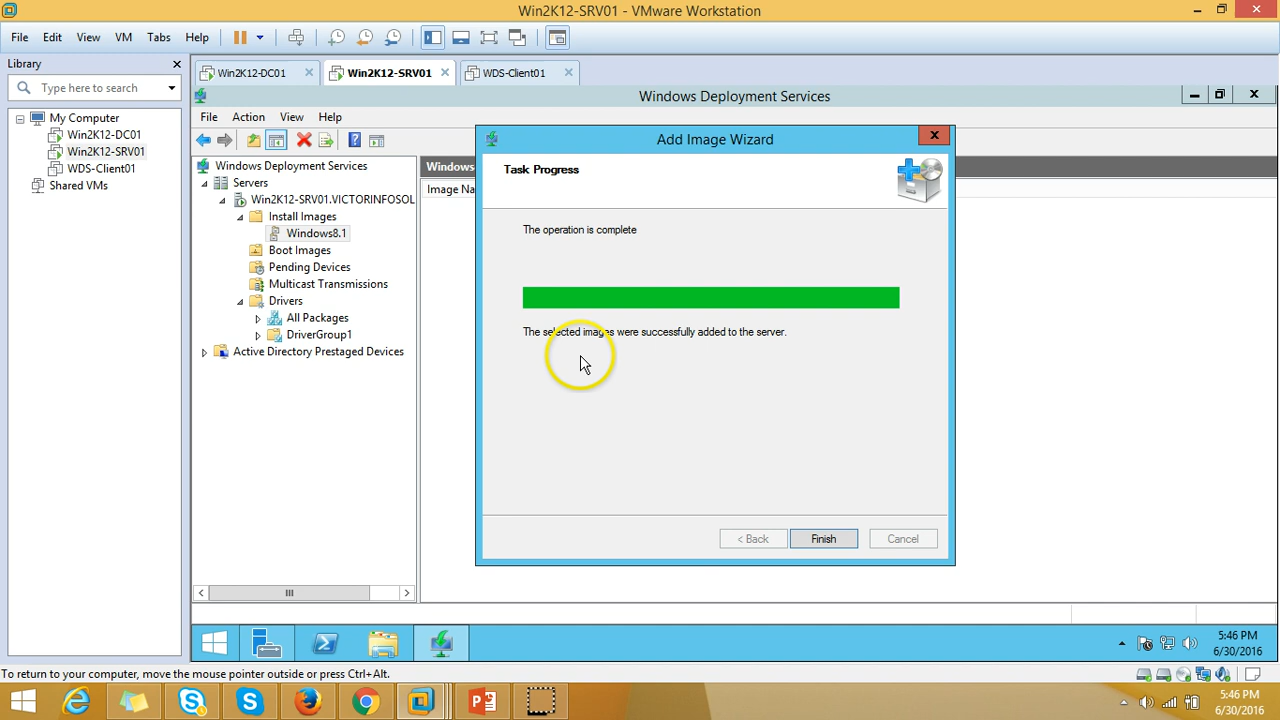 Win2K12-SRV01 - VMware Workstation
File Edit View VM Tabs Help
Library
Type here to search
My Computer
Win2K12-DC01
Win2K12-SRV01
WDS-Client01
Shared VMs
Win2K12-DC01 Win2K12-SRV01 WDS-Client01
Windows Deployment Services
File Action View Help
Windows Deployment Services
Servers
Win2K12-SRV01.VICTORINFOSOL
Install Images
Windows8.1
Boot Images
Pending Devices
Multicast Transmissions
Drivers
All Packages
DriverGroup1
Active Directory Prestaged Devices
Windows
Image Na
Add Image Wizard
Task Progress
The operation is complete
The selected images were successfully added to the server.
< Back Finish Cancel
5:46 PM
6/30/2016
To return to your computer, move the mouse pointer outside or press Ctrl+Alt.
5:46 PM
6/30/2016